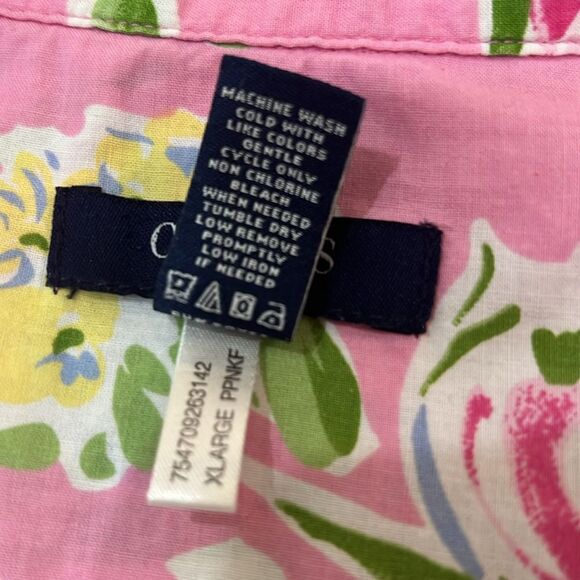 MACHINE WASH
COLD WITH
LIKE COLORS
GENTLE
CYCLE ONLY
NON CHLORINE
BLEACH
WHEN NEEDED
TUMBLE DRY
LOW REMOVE
PROMPTLY
LOW IRON
IF NEEDED
754709263142
XLARGE PPNKF